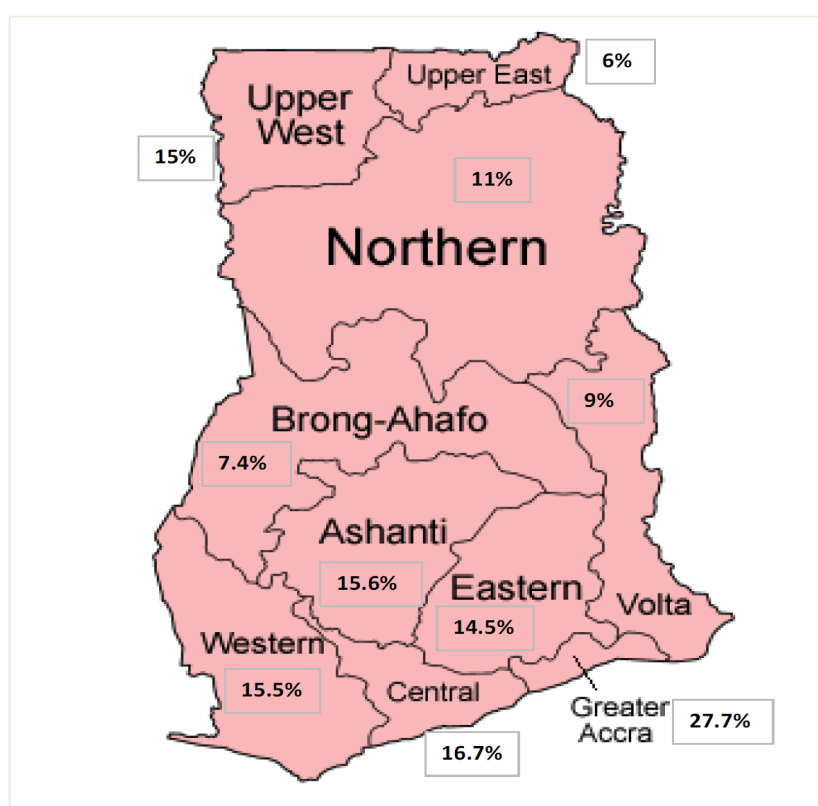 6%
Upper East
Upper
West
15%
11%
Northern
9%
Brong-Ahafo
7.4%
Ashanti
15.6%
Eastern
14.5%
Volta
Western
15.5%
Central
16.7%
Greater
Accra
27.7%